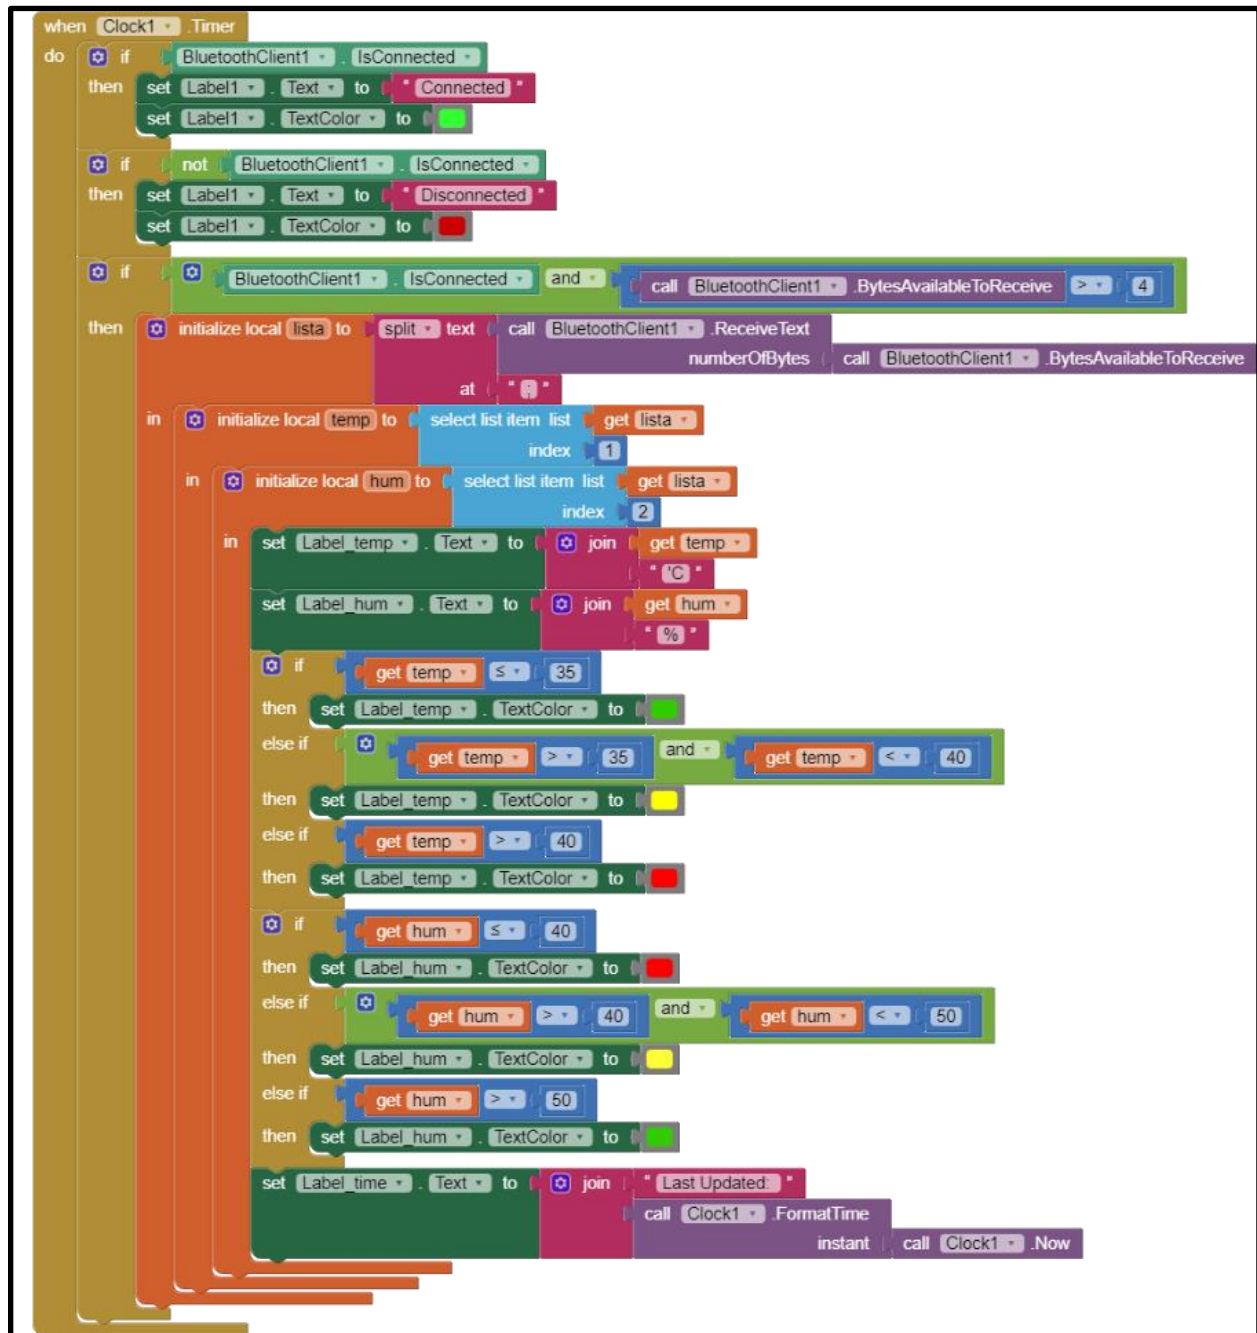 when Clock1 .Timer
do if BluetoothClient1 . IsConnected
then set Label1 . Text to " Connected "
set Label1 . TextColor to
if not BluetoothClient1 . IsConnected
then set Label1 . Text to " Disconnected "
set Label1 . TextColor to
if BluetoothClient1 . IsConnected and call BluetoothClient1 .BytesAvailableToReceive > 4
then initialize local lista to split text call BluetoothClient1 .ReceiveText
numberOfBytes call BluetoothClient1 .BytesAvailableToReceive
at " ; "
in initialize local temp to select list item list get lista
index 1
in initialize local hum to select list item list get lista
index 2
in set Label_temp . Text to join get temp
" 'C "
set Label_hum . Text to join get hum
" % "
if get temp ≤ 35
then set Label_temp . TextColor to
else if get temp > 35 and get temp < 40
then set Label_temp . TextColor to
else if get temp > 40
then set Label_temp . TextColor to
if get hum ≤ 40
then set Label_hum . TextColor to
else if get hum > 40 and get hum < 50
then set Label_hum . TextColor to
else if get hum > 50
then set Label_hum . TextColor to
set Label_time . Text to join " Last Updated: "
call Clock1 .FormatTime
instant call Clock1 .Now